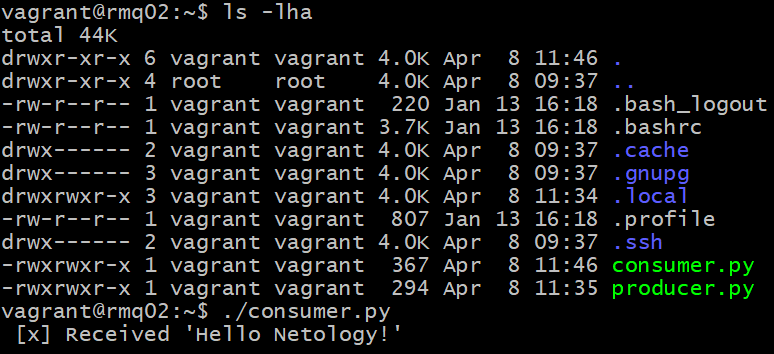 vagrant@rmq02:~$ ls -lha
total 44K
drwxr-xr-x 6 vagrant vagrant 4.0K Apr  8 11:46 .
drwxr-xr-x 4 root    root    4.0K Apr  8 09:37 ..
-rw-r--r-- 1 vagrant vagrant  220 Jan 13 16:18 .bash_logout
-rw-r--r-- 1 vagrant vagrant 3.7K Jan 13 16:18 .bashrc
drwx------ 2 vagrant vagrant 4.0K Apr  8 09:37 .cache
drwx------ 3 vagrant vagrant 4.0K Apr  8 09:37 .gnupg
drwxrwxr-x 3 vagrant vagrant 4.0K Apr  8 11:34 .local
-rw-r--r-- 1 vagrant vagrant  807 Jan 13 16:18 .profile
drwx------ 2 vagrant vagrant 4.0K Apr  8 09:37 .ssh
-rwxrwxr-x 1 vagrant vagrant  367 Apr  8 11:46 consumer.py
-rwxrwxr-x 1 vagrant vagrant  294 Apr  8 11:35 producer.py
vagrant@rmq02:~$ ./consumer.py
 [x] Received 'Hello Netology!'